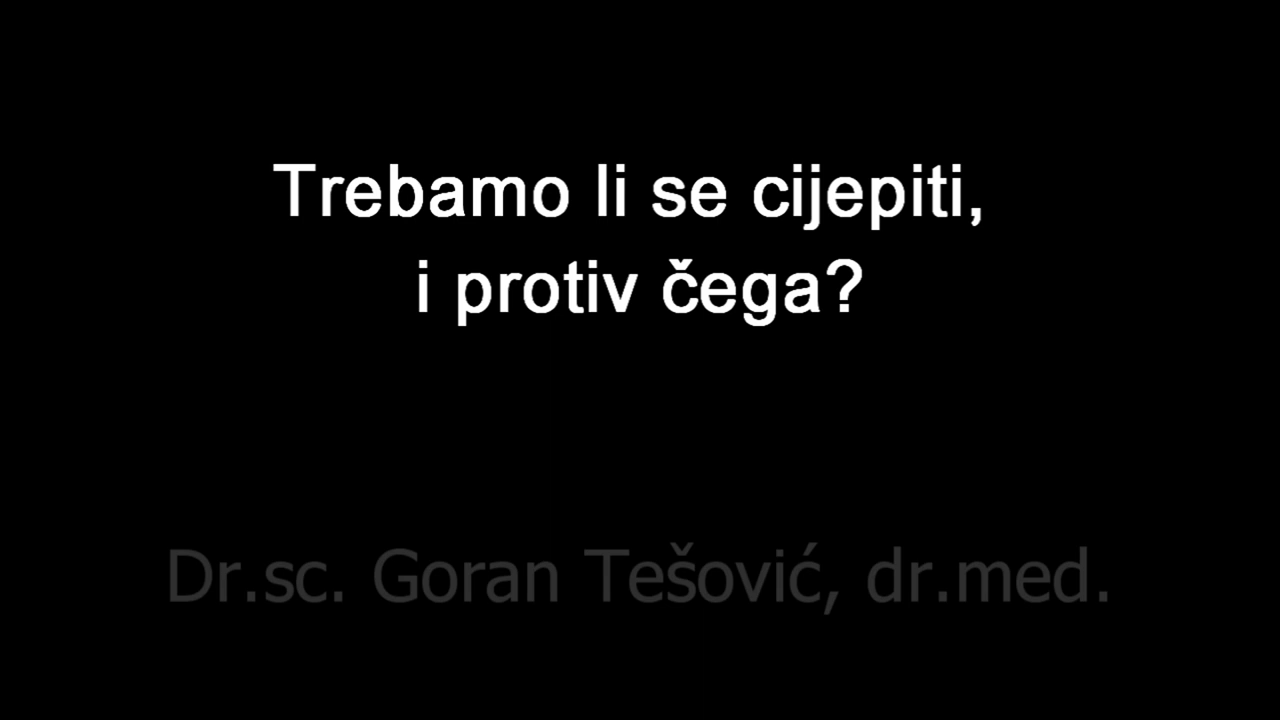 Trebamo li se cijepiti,
i protiv čega?
Dr.sc. Goran Tešović, dr.med.